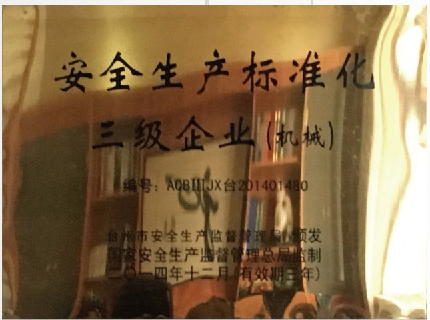 安全生产标准化
三级企业(机械)
编号：AQBIIIJX台201401480
台州市安全生产监督管理局 颁发
国家安全生产监督管理总局监制
二〇一四年十二月(有效期三年)